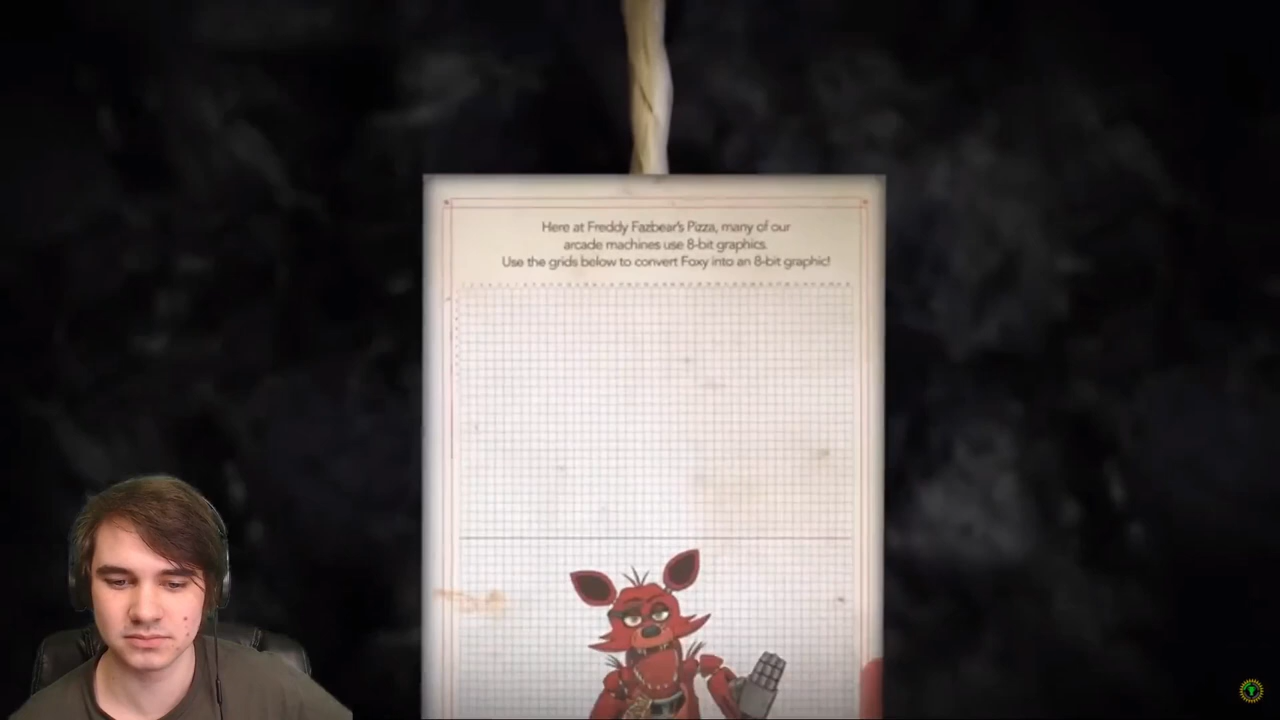 Here at Freddy Fazbear's Pizza, many of our
arcade machines use 8-bit graphics.
Use the grids below to convert Foxy into an 8-bit graphic!